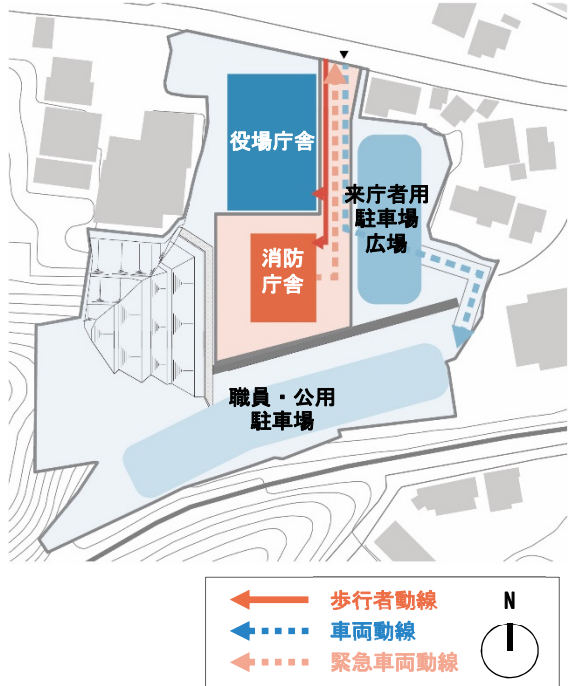 役場庁舎
来庁者用
駐車場
広場
消防
庁舎
職員・公用
駐車場
歩行者動線
N
車両動線
緊急車両動線